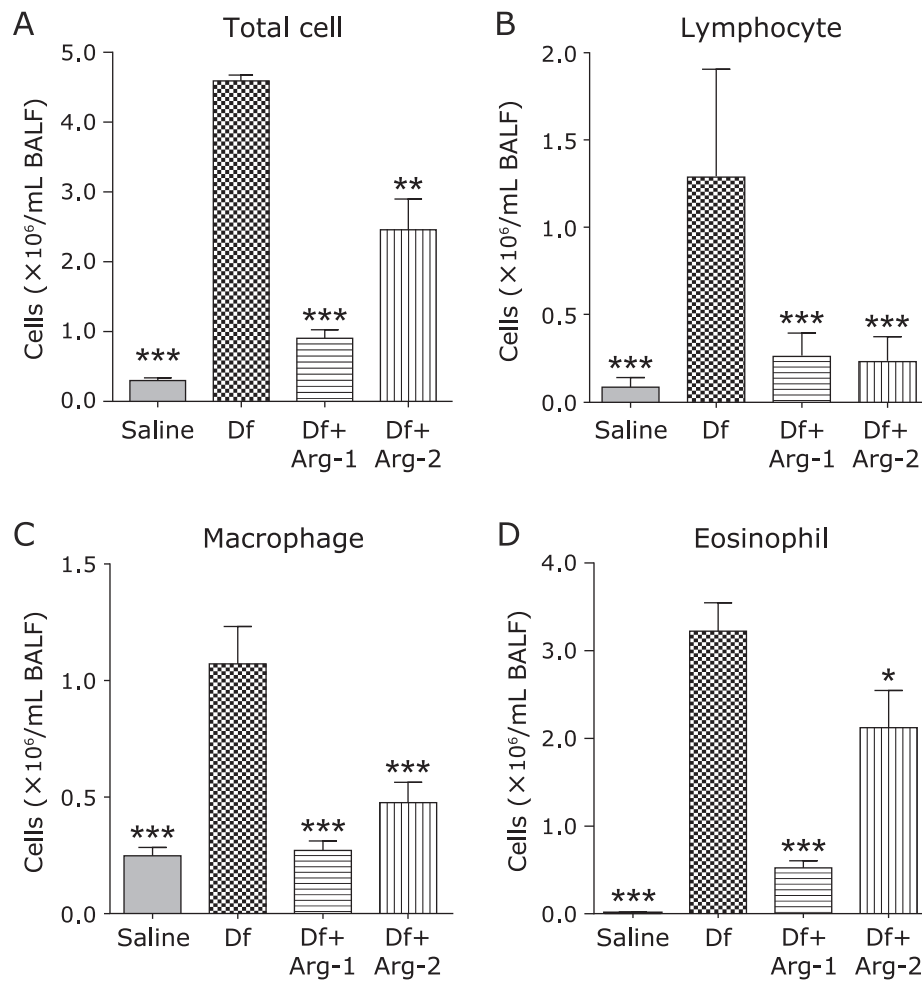 A
Total cell
Cells (×10⁶/mL BALF)
5.0
4.0
3.0
2.0
1.0
0.0
***
***
**
Saline
Df
Df+
Arg-1
Df+
Arg-2
B
Lymphocyte
Cells (×10⁶/mL BALF)
2.0
1.5
1.0
0.5
0.0
***
***
***
Saline
Df
Df+
Arg-1
Df+
Arg-2
C
Macrophage
Cells (×10⁶/mL BALF)
1.5
1.0
0.5
0.0
***
***
***
Saline
Df
Df+
Arg-1
Df+
Arg-2
D
Eosinophil
Cells (×10⁶/mL BALF)
4.0
3.0
2.0
1.0
0.0
***
***
*
Saline
Df
Df+
Arg-1
Df+
Arg-2